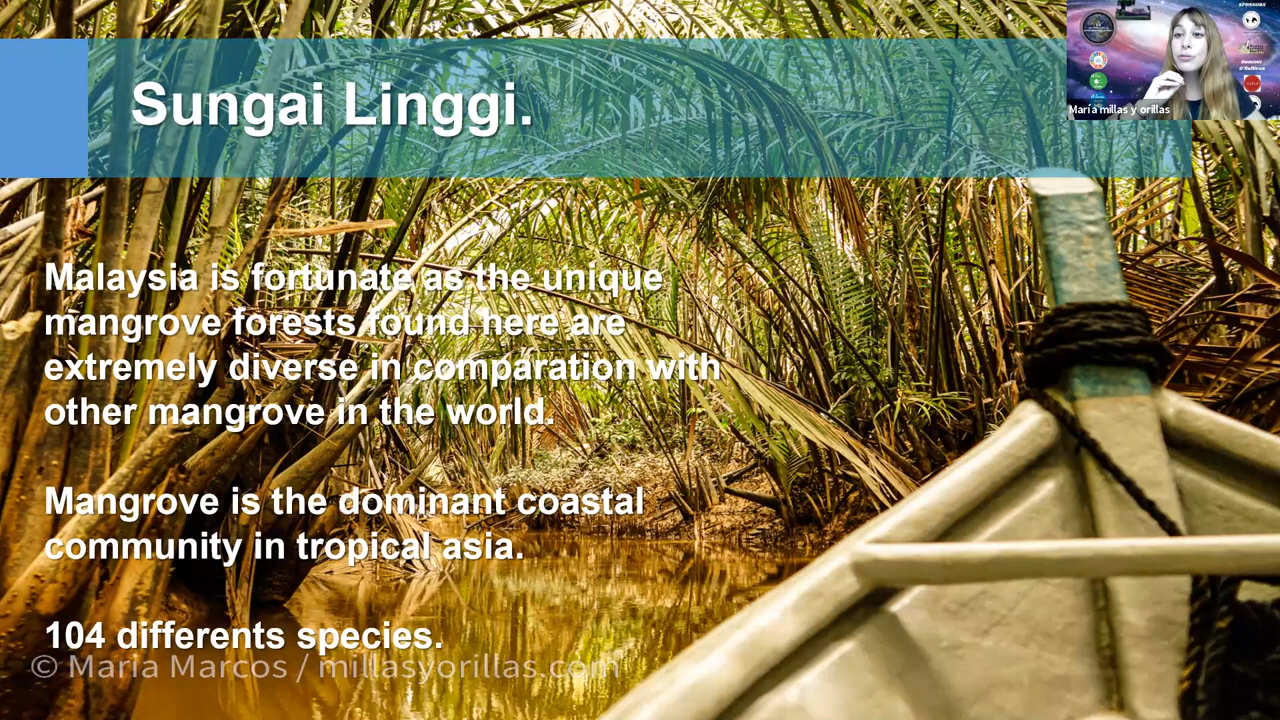 Sungai Linggi.
SPONSORS
María millas y orillas
Malaysia is fortunate as the unique
mangrove forests found here are
extremely diverse in comparation with
other mangrove in the world.
Mangrove is the dominant coastal
community in tropical asia.
104 differents species.
© Maria Marcos / millasyorillas.com